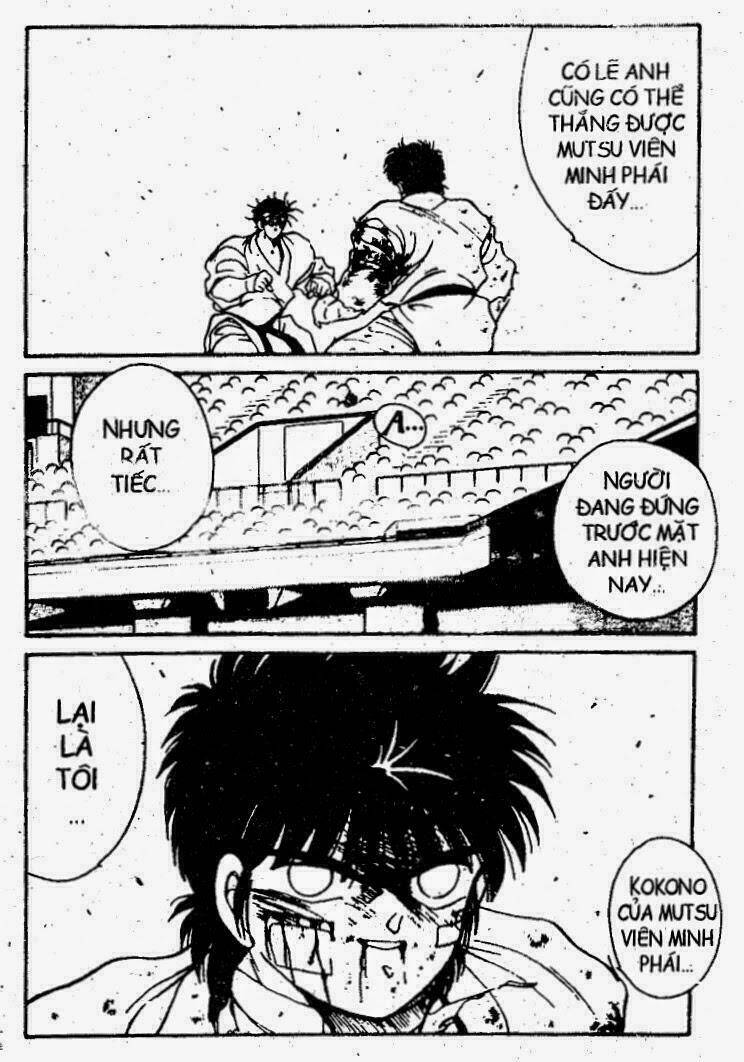 CÓ LẼ ANH
CŨNG CÓ THỂ
THẮNG ĐƯỢC
MUTSU VIÊN
MINH PHÁI
ĐẤY...
NHƯNG
RẤT
TIẾC...
A...
NGƯỜI
ĐANG ĐỨNG
TRƯỚC MẶT
ANH HIỆN
NAY...
LẠI
LÀ
TÔI
...
KOKONO
CỦA MUTSU
VIÊN MINH
PHÁI...